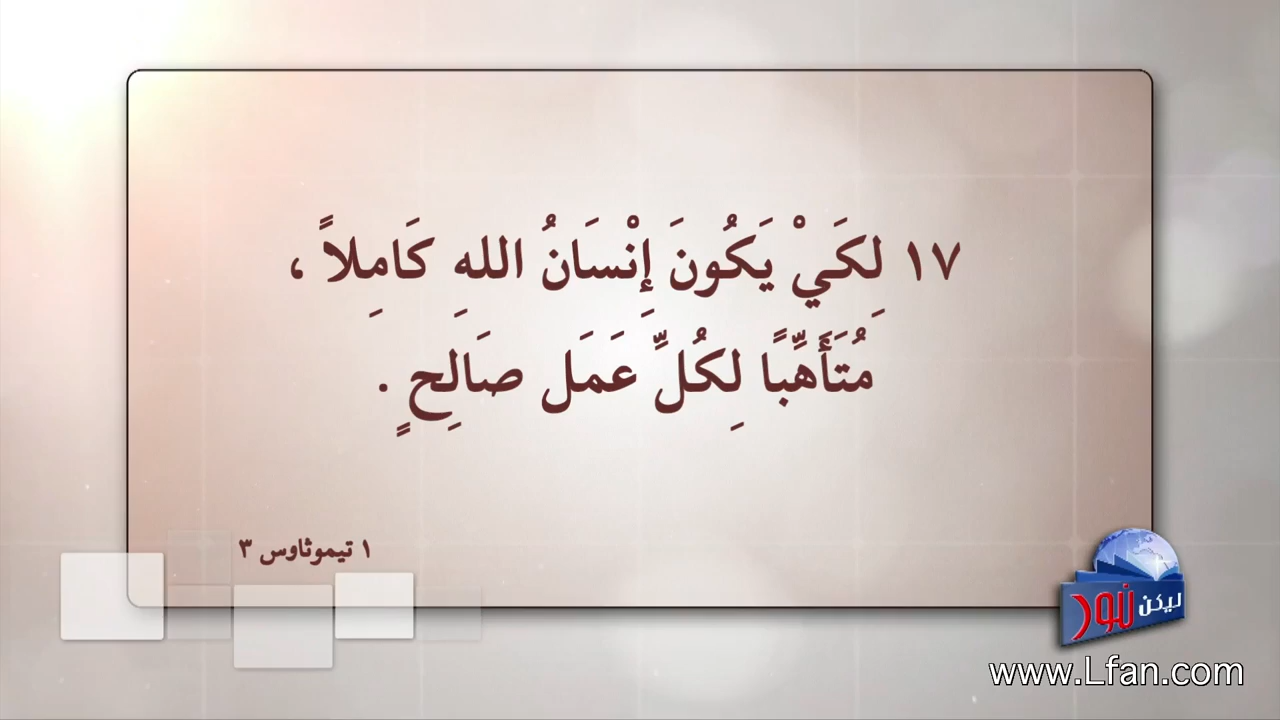 ١٧ لِكَيْ يَكُونَ إِنْسَانُ اللهِ كَامِلاً ،
مُتَأَهِّبًا لِكُلِّ عَمَل صَالِحٍ .
١ تيموثاوس ٣
ليكن نور
www.Lfan.com